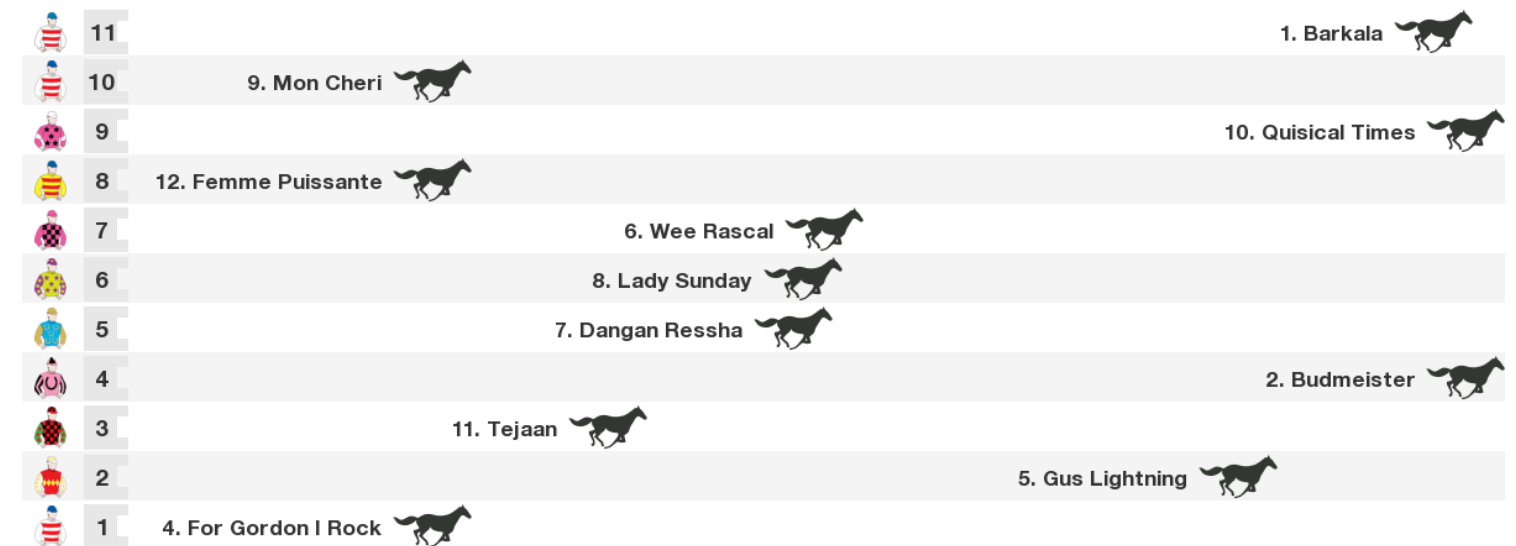 11 1. Barkala
10 9. Mon Cheri
9 10. Quisical Times
8 12. Femme Puissante
7 6. Wee Rascal
6 8. Lady Sunday
5 7. Dangan Ressha
4 2. Budmeister
3 11. Tejaan
2 5. Gus Lightning
1 4. For Gordon I Rock